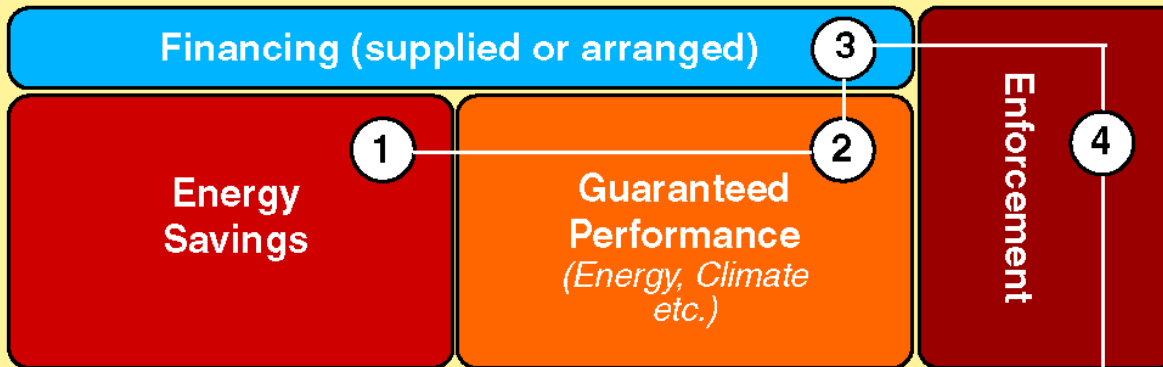 Financing (supplied or arranged)
3
1
2
4
Energy
Savings
Guaranteed
Performance
(Energy, Climate
etc.)
Enforcement